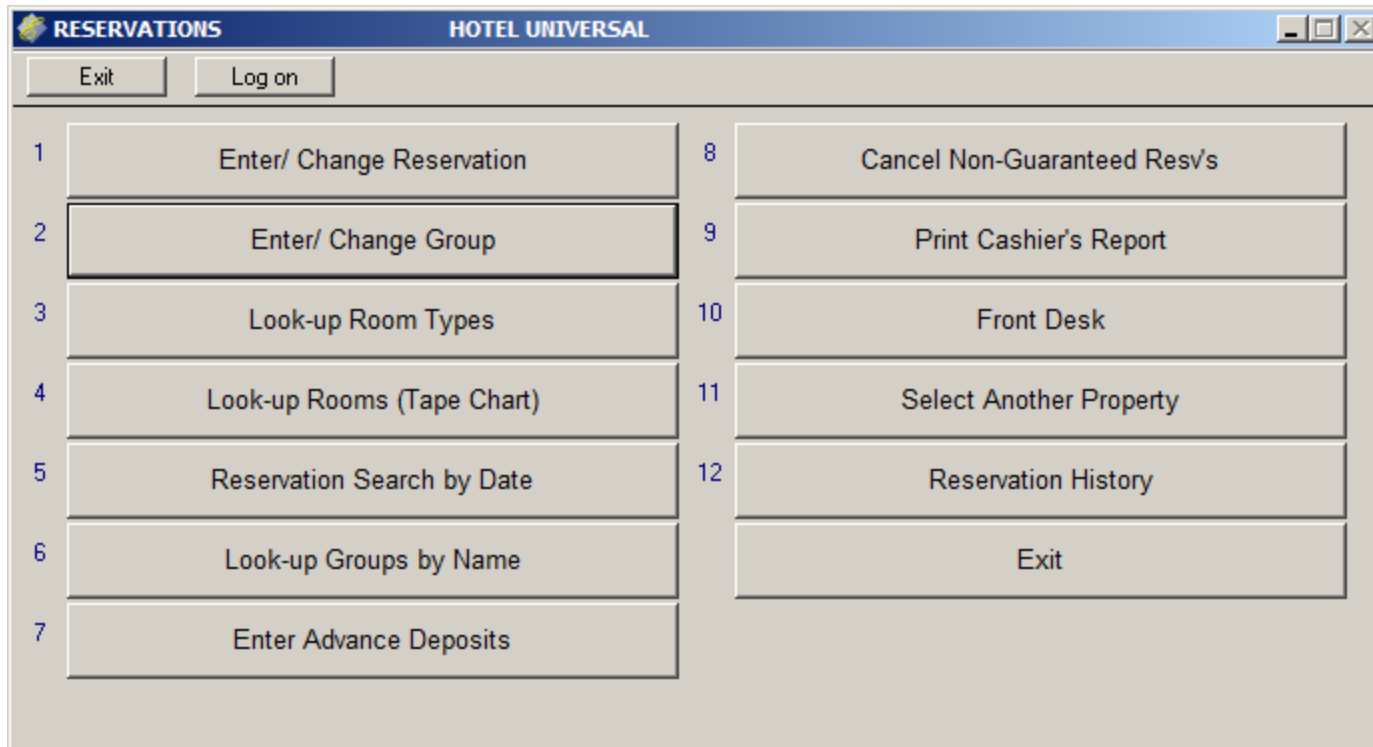 RESERVATIONS HOTEL UNIVERSAL
Exit Log on
1 Enter/ Change Reservation
2 Enter/ Change Group
3 Look-up Room Types
4 Look-up Rooms (Tape Chart)
5 Reservation Search by Date
6 Look-up Groups by Name
7 Enter Advance Deposits
8 Cancel Non-Guaranteed Resv's
9 Print Cashier's Report
10 Front Desk
11 Select Another Property
12 Reservation History
Exit